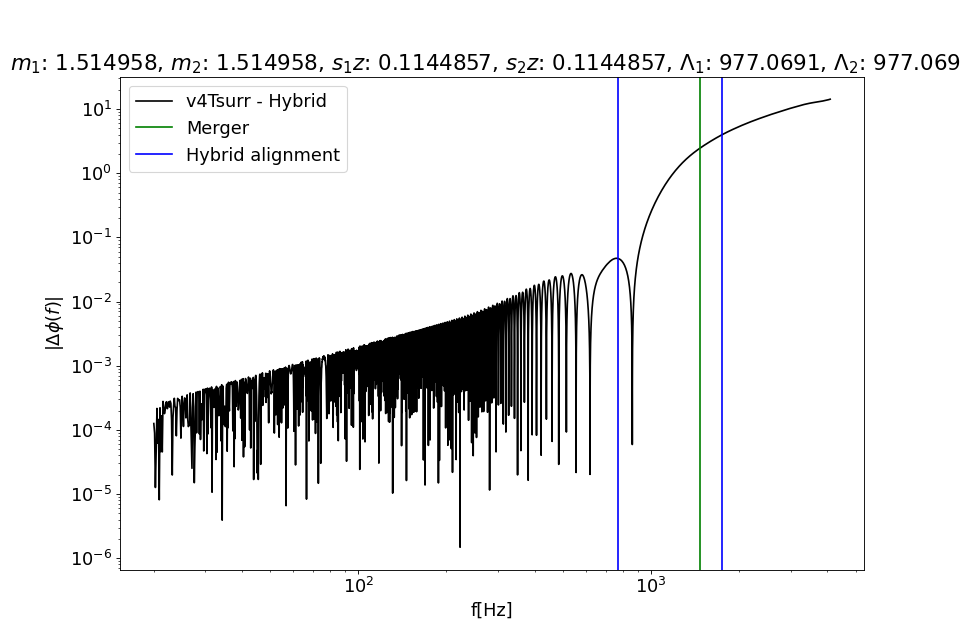 m₁: 1.514958, m₂: 1.514958, s₁z: 0.1144857, s₂z: 0.1144857, Λ₁: 977.0691, Λ₂: 977.069
v4Tsurr - Hybrid
Merger
Hybrid alignment
|Δϕ(f)|
10¹
10⁰
10⁻¹
10⁻²
10⁻³
10⁻⁴
10⁻⁵
10⁻⁶
10² 10³
f[Hz]